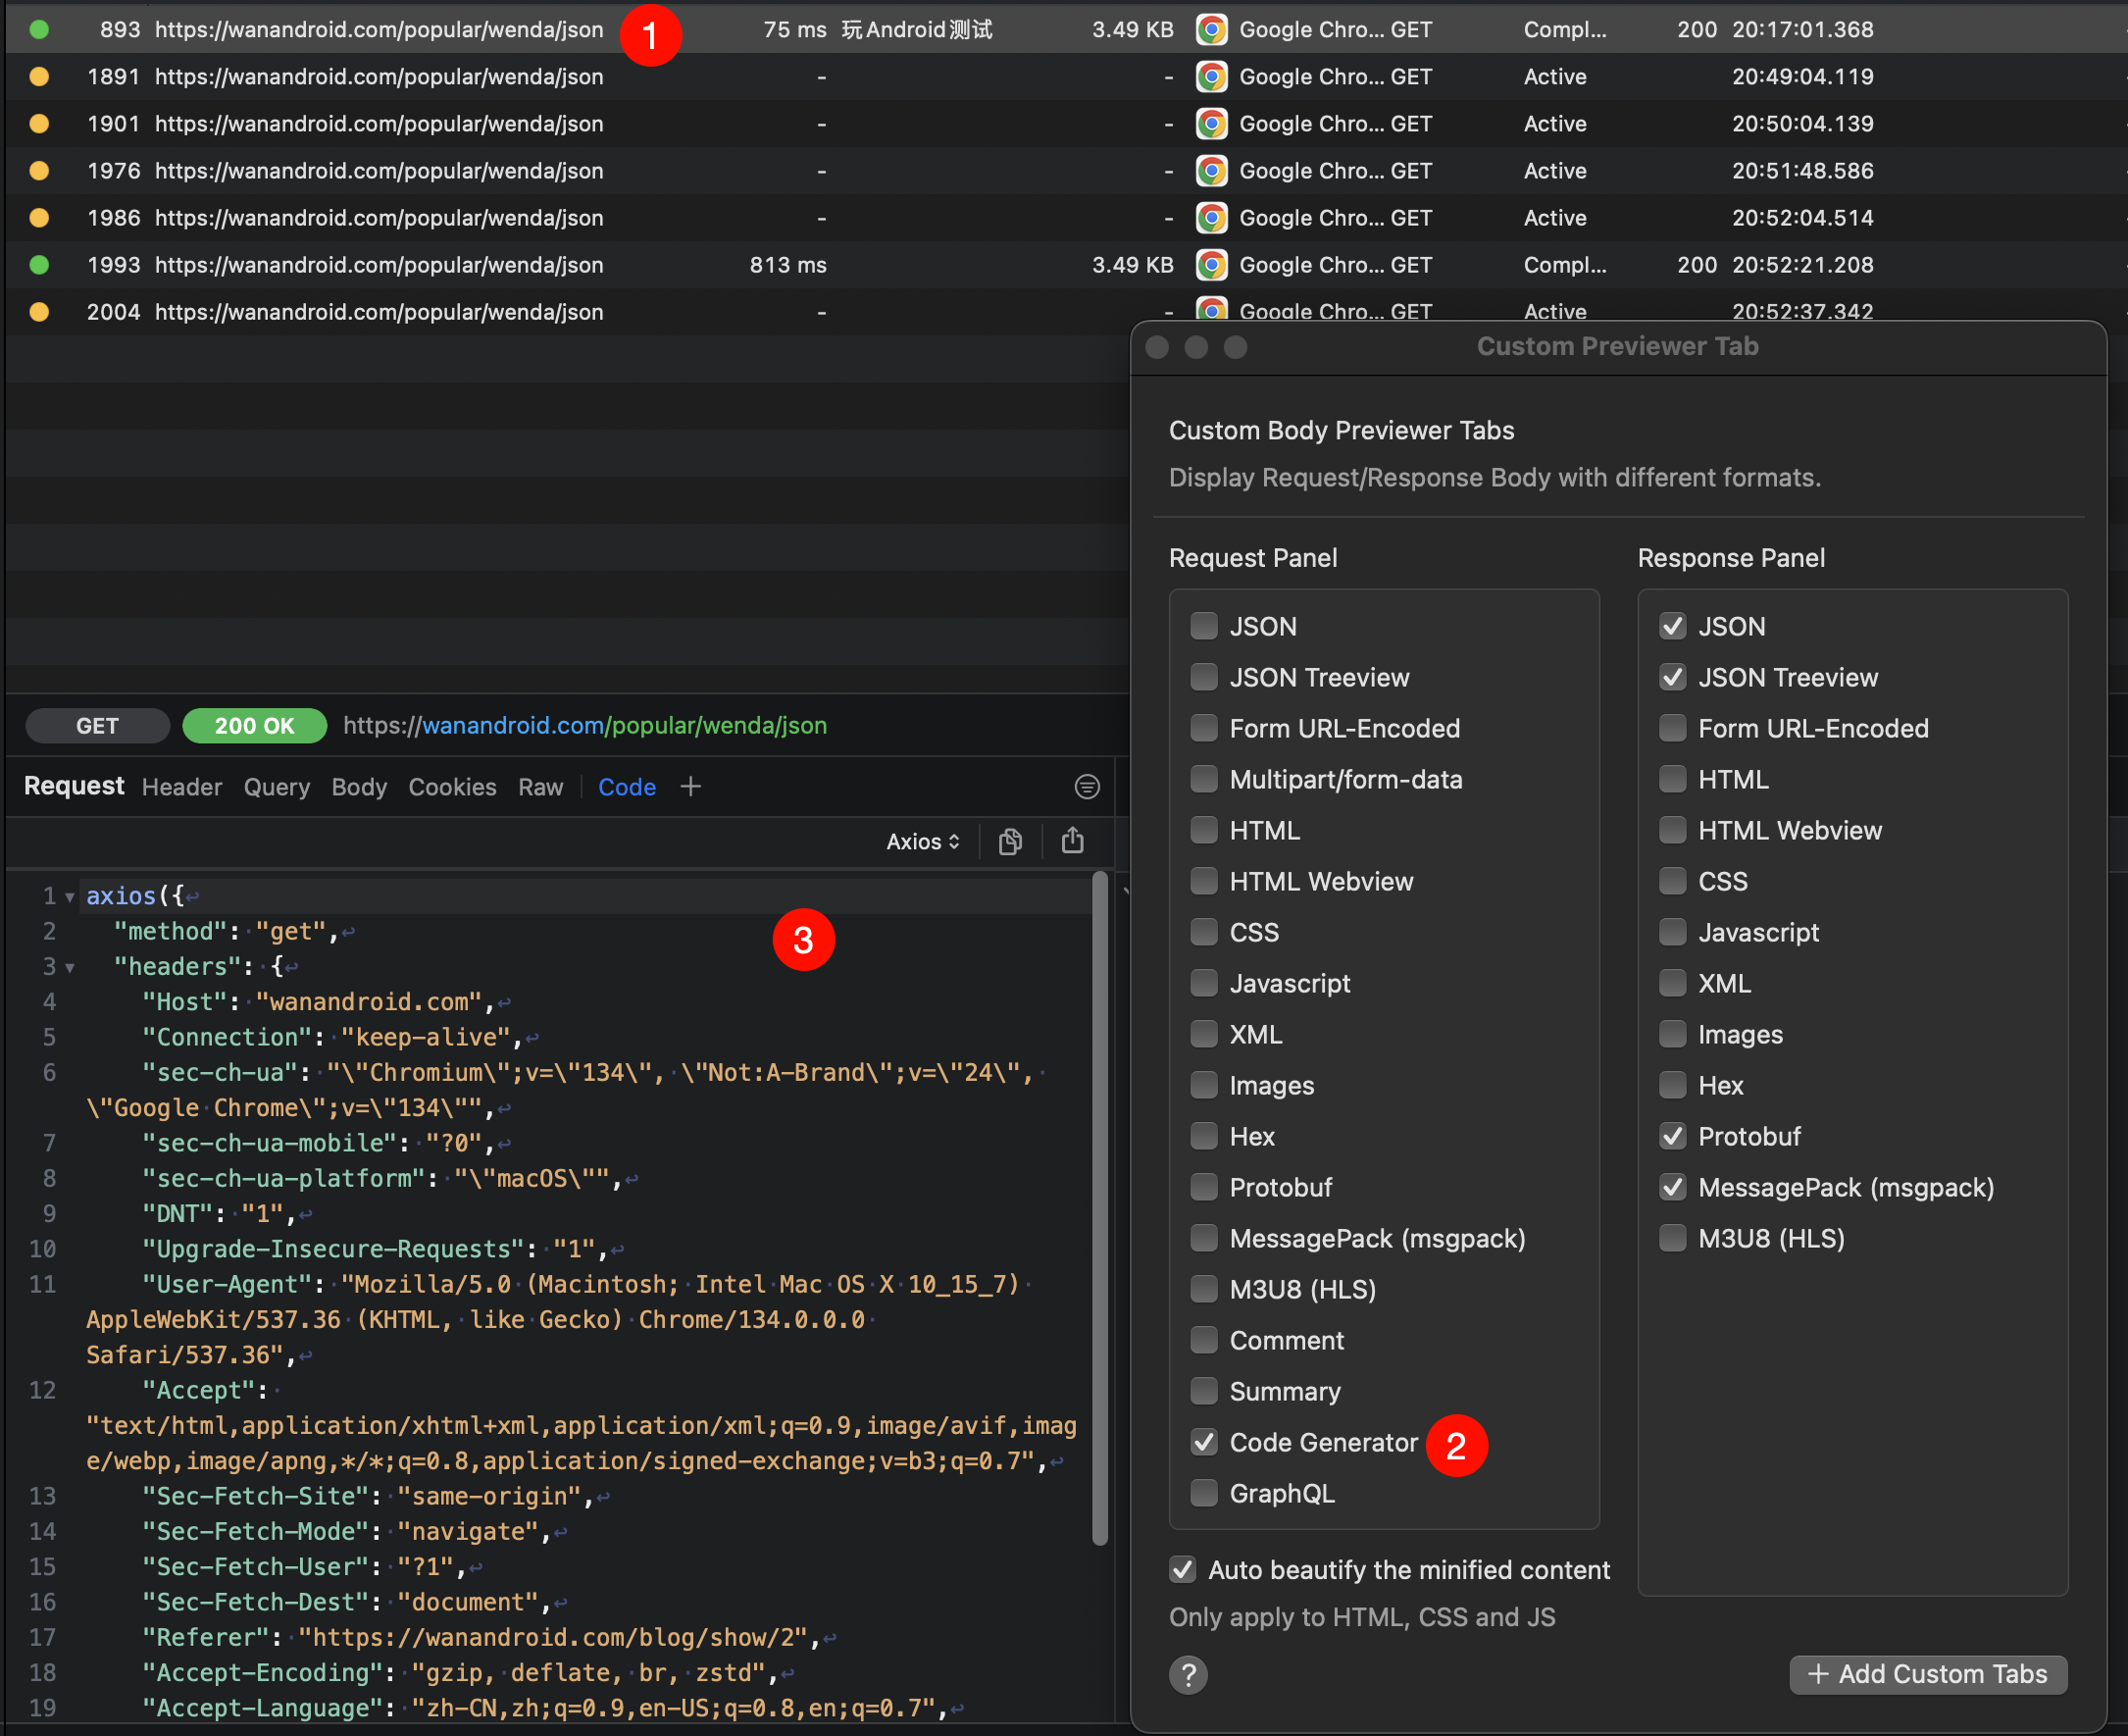 893 https://wanandroid.com/popular/wenda/json 1 75 ms 玩Android测试 3.49 KB Google Chro... GET Compl... 200 20:17:01.368
1891 https://wanandroid.com/popular/wenda/json - - Google Chro... GET Active 20:49:04.119
1901 https://wanandroid.com/popular/wenda/json - - Google Chro... GET Active 20:50:04.139
1976 https://wanandroid.com/popular/wenda/json - - Google Chro... GET Active 20:51:48.586
1986 https://wanandroid.com/popular/wenda/json - - Google Chro... GET Active 20:52:04.514
1993 https://wanandroid.com/popular/wenda/json 813 ms 3.49 KB Google Chro... GET Compl... 200 20:52:21.208
2004 https://wanandroid.com/popular/wenda/json - - Google Chro... GET Active 20:52:37.342
GET 200 OK https://wanandroid.com/popular/wenda/json
Request Header Query Body Cookies Raw Code +
Axios
1 axios({
2 "method": "get",
3
3 "headers": {
4 "Host": "wanandroid.com",
5 "Connection": "keep-alive",
6 "sec-ch-ua": "\"Chromium\";v=\"134\", \"Not:A-Brand\";v=\"24\",
\"Google Chrome\";v=\"134\"",
7 "sec-ch-ua-mobile": "?0",
8 "sec-ch-ua-platform": "\"macOS\"",
9 "DNT": "1",
10 "Upgrade-Insecure-Requests": "1",
11 "User-Agent": "Mozilla/5.0 (Macintosh; Intel Mac OS X 10_15_7)
AppleWebKit/537.36 (KHTML, like Gecko) Chrome/134.0.0.0
Safari/537.36",
12 "Accept":
"text/html,application/xhtml+xml,application/xml;q=0.9,image/avif,imag
e/webp,image/apng,*/*;q=0.8,application/signed-exchange;v=b3;q=0.7",
13 "Sec-Fetch-Site": "same-origin",
14 "Sec-Fetch-Mode": "navigate",
15 "Sec-Fetch-User": "?1",
16 "Sec-Fetch-Dest": "document",
17 "Referer": "https://wanandroid.com/blog/show/2",
18 "Accept-Encoding": "gzip, deflate, br, zstd",
19 "Accept-Language": "zh-CN,zh;q=0.9,en-US;q=0.8,en;q=0.7",
Custom Previewer Tab
Custom Body Previewer Tabs
Display Request/Response Body with different formats.
Request Panel
JSON
JSON Treeview
Form URL-Encoded
Multipart/form-data
HTML
HTML Webview
CSS
Javascript
XML
Images
Hex
Protobuf
MessagePack (msgpack)
M3U8 (HLS)
Comment
Summary
Code Generator 2
GraphQL
Auto beautify the minified content
Only apply to HTML, CSS and JS
?
Response Panel
JSON
JSON Treeview
Form URL-Encoded
HTML
HTML Webview
CSS
Javascript
XML
Images
Hex
Protobuf
MessagePack (msgpack)
M3U8 (HLS)
+ Add Custom Tabs